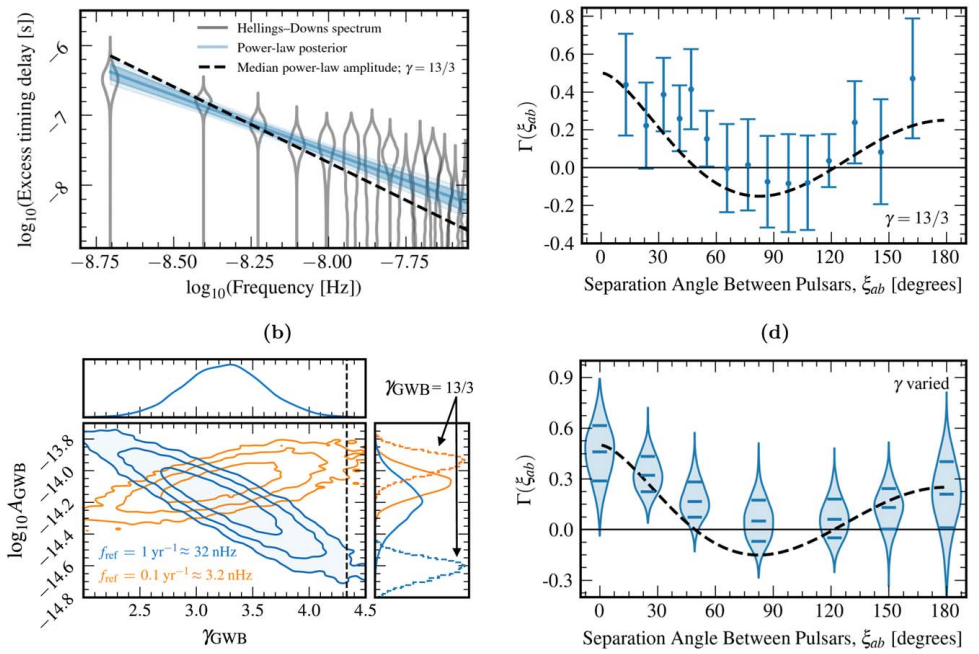 (b)
Hellings–Downs spectrum
Power-law posterior
Median power-law amplitude; γ = 13/3
log₁₀(Excess timing delay [s])
−6
−7
−8
−8.75 −8.50 −8.25 −8.00 −7.75
log₁₀(Frequency [Hz])
0.8
0.6
0.4
0.2
0.0
-0.2
0.4
Γ(ξab)
γ = 13/3
0 30 60 90 120 150 180
Separation Angle Between Pulsars, ξab [degrees]
(b)
(d)
γGWB = 13/3
log₁₀AGWB
−13.8
−14.0
−14.2
−14.4
−14.6
−14.8
fref = 1 yr⁻¹ ≈ 32 nHz
fref = 0.1 yr⁻¹ ≈ 3.2 nHz
2.5 3.0 3.5 4.0 4.5
γGWB
γ varied
0.9
0.6
0.3
0.0
-0.3
Γ(ξab)
0 30 60 90 120 150 180
Separation Angle Between Pulsars, ξab [degrees]